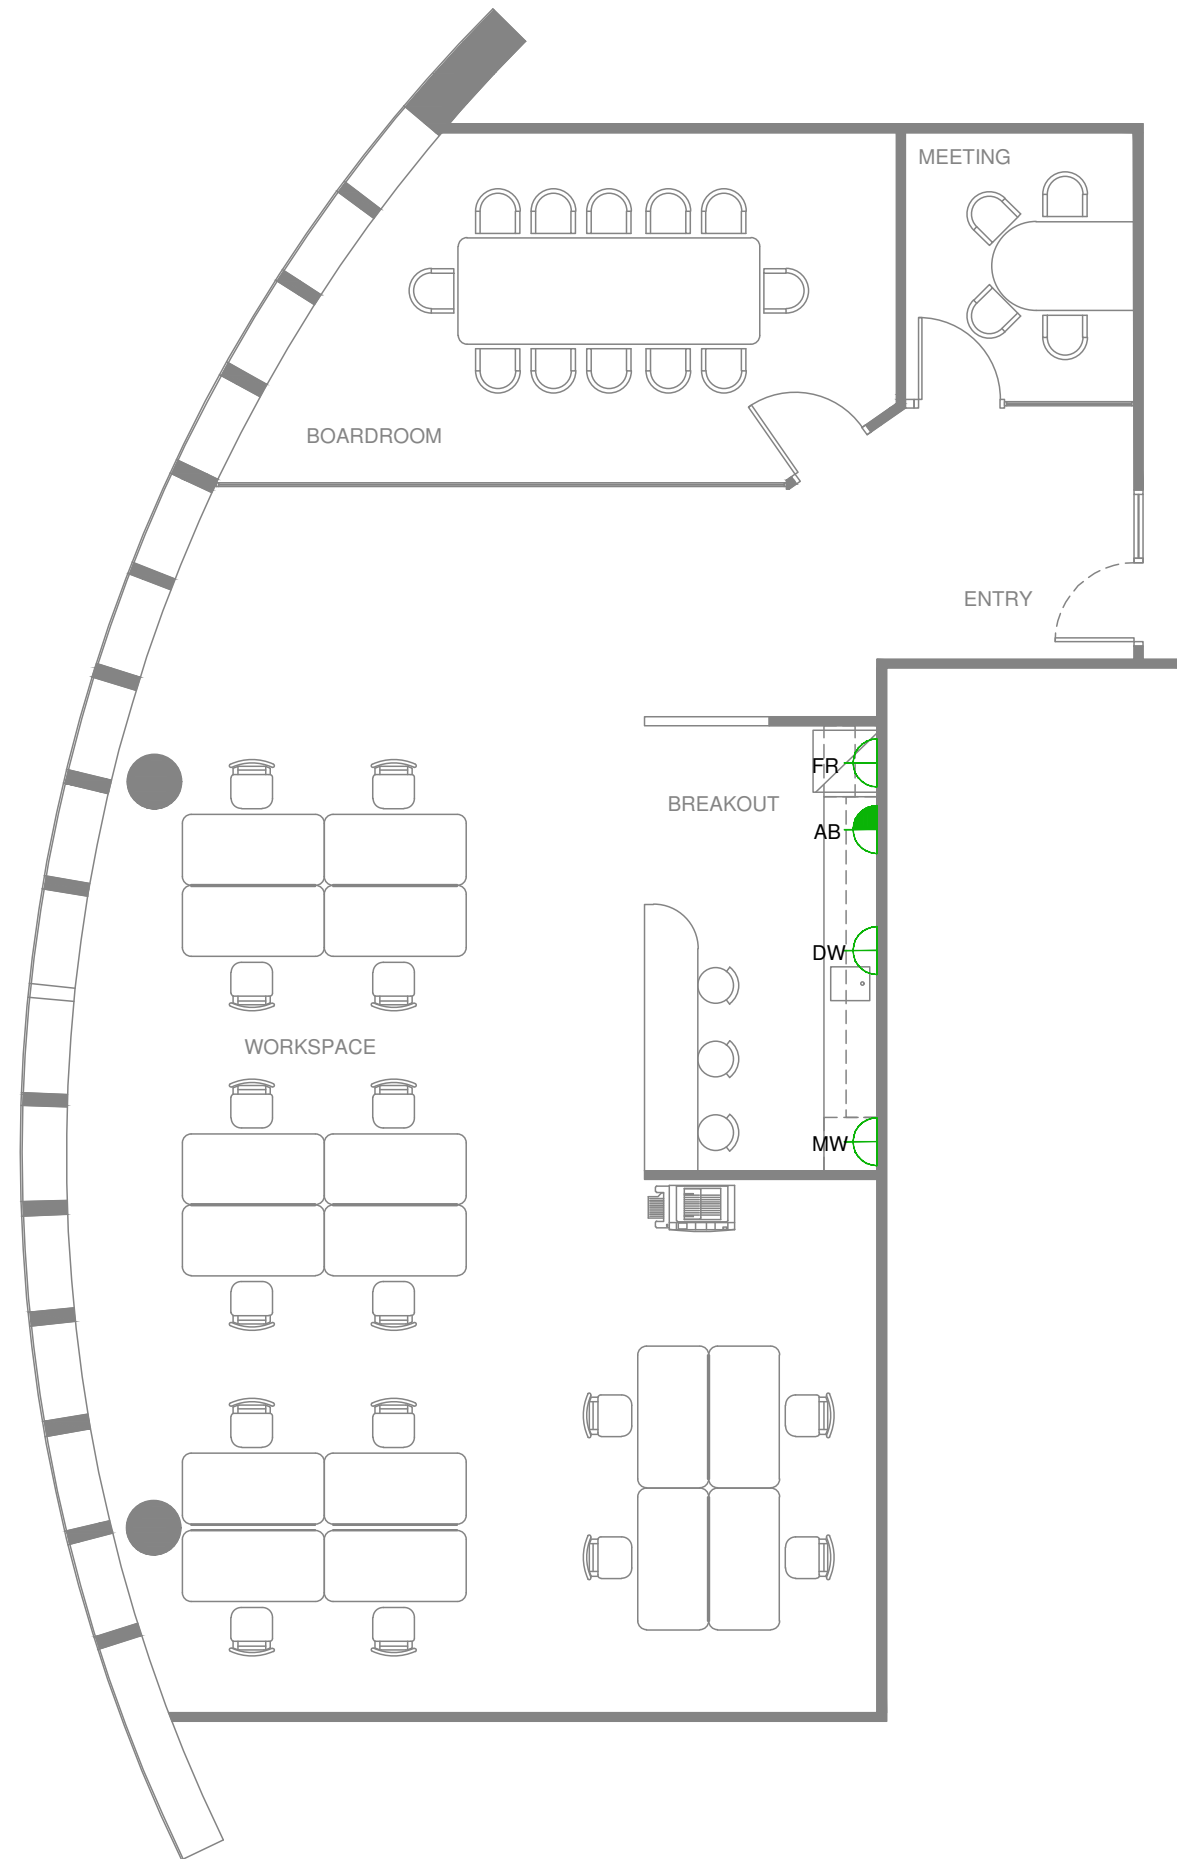 MEETING
BOARDROOM
ENTRY
FR
BREAKOUT
AB
DW
WORKSPACE
MW